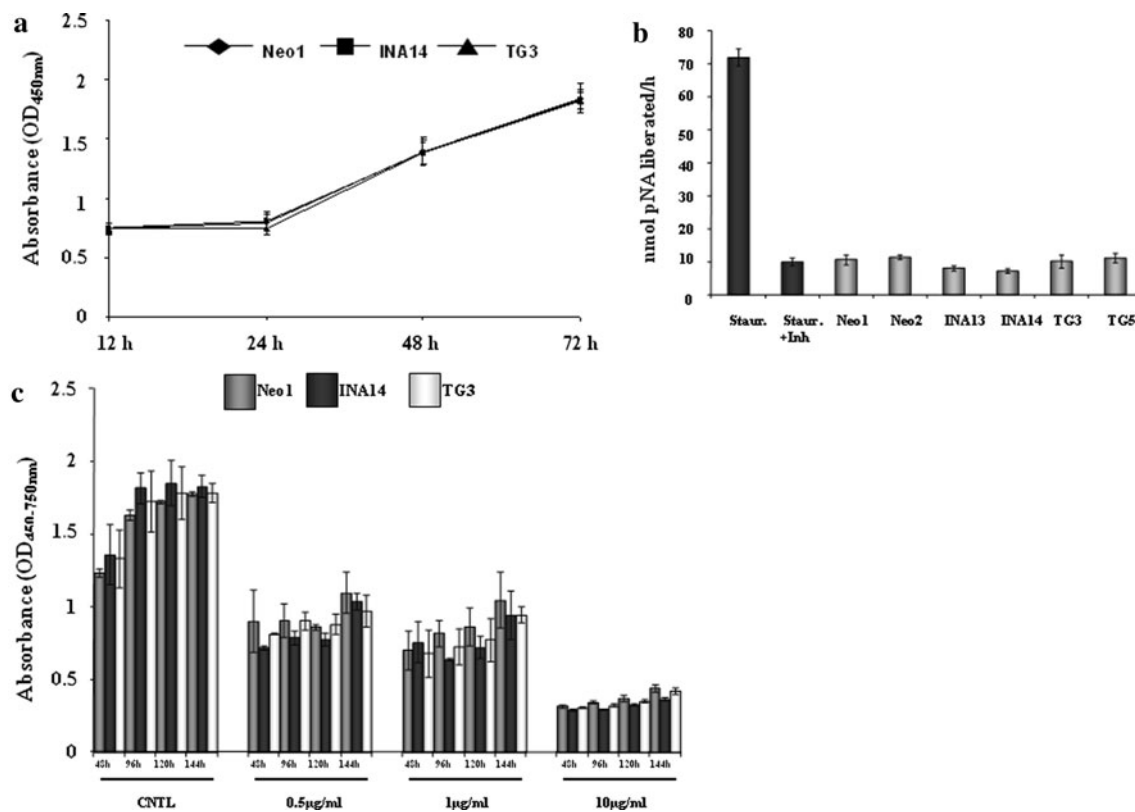 a
2.5
2
1.5
1
0.5
0
Absorbance (OD450nm)
Neo1 INA14 TG3
12 h 24 h 48 h 72 h
b
80
70
60
50
40
30
20
10
0
nmol pNA liberated/h
Staur. Staur. +Inh Neo1 Neo2 INA13 INA14 TG3 TG5
c
Neo1 INA14 TG3
2.5
2
1.5
1
0.5
0
Absorbance (OD450-750nm)
48h 96h 120h 144h 48h 96h 120h 144h 48h 96h 120h 144h 48h 96h 120h 144h
CNTL 0.5µg/ml 1µg/ml 10µg/ml